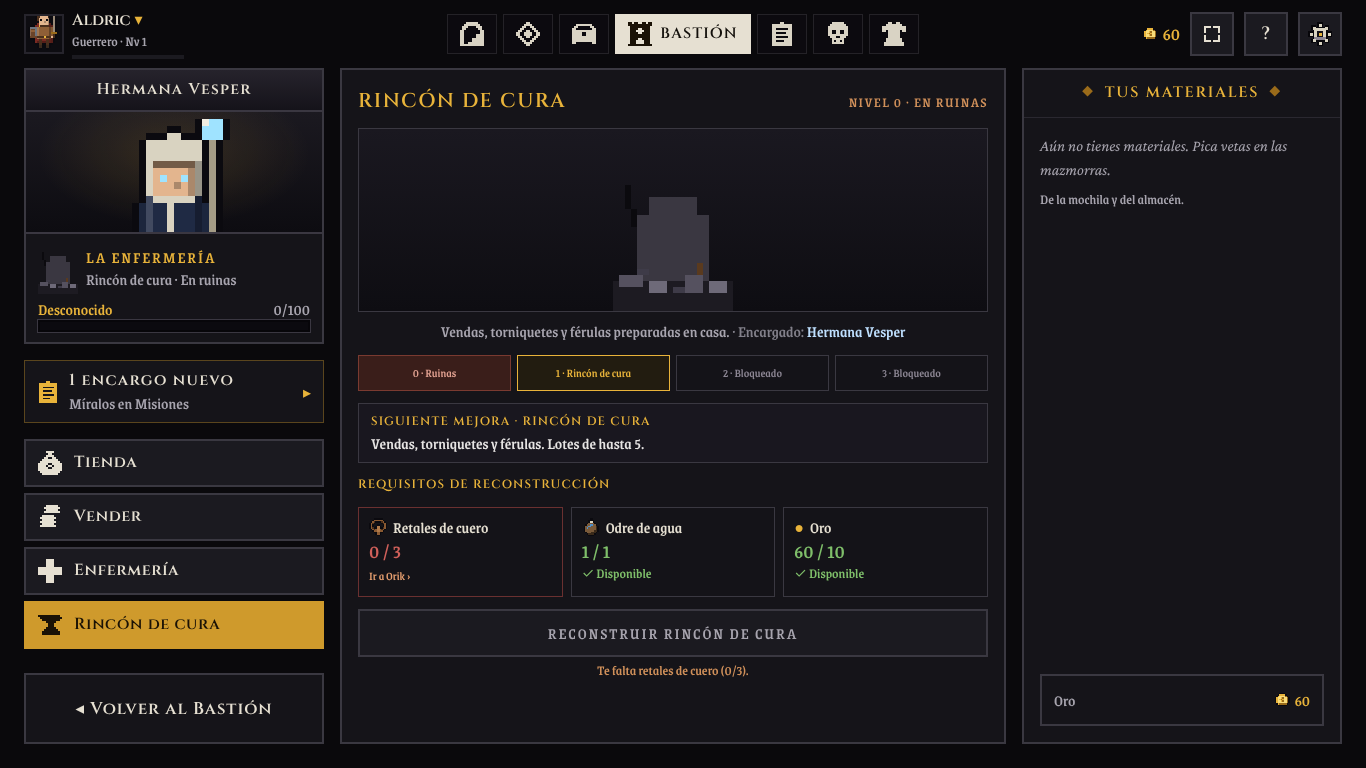 Aldric ▾
Guerrero · Nv 1
Bastión
60
?
Hermana Vesper
La Enfermería
Rincón de cura · En ruinas
Desconocido 0/100
1 encargo nuevo
Míralos en Misiones
▸
Tienda
Vender
Enfermería
Rincón de cura
◂ Volver al Bastión
Rincón de cura
Nivel 0 · En ruinas
Vendas, torniquetes y férulas preparadas en casa. · Encargado: Hermana Vesper
0 · Ruinas
1 · Rincón de cura
2 · Bloqueado
3 · Bloqueado
Siguiente mejora · Rincón de cura
Vendas, torniquetes y férulas. Lotes de hasta 5.
Requisitos de reconstrucción
Retales de cuero
0 / 3
Ir a Orik ›
Odre de agua
1 / 1
✓ Disponible
Oro
60 / 10
✓ Disponible
Reconstruir Rincón de cura
Te falta retales de cuero (0/3).
◆ Tus materiales ◆
Aún no tienes materiales. Pica vetas en las
mazmorras.
De la mochila y del almacén.
Oro 60